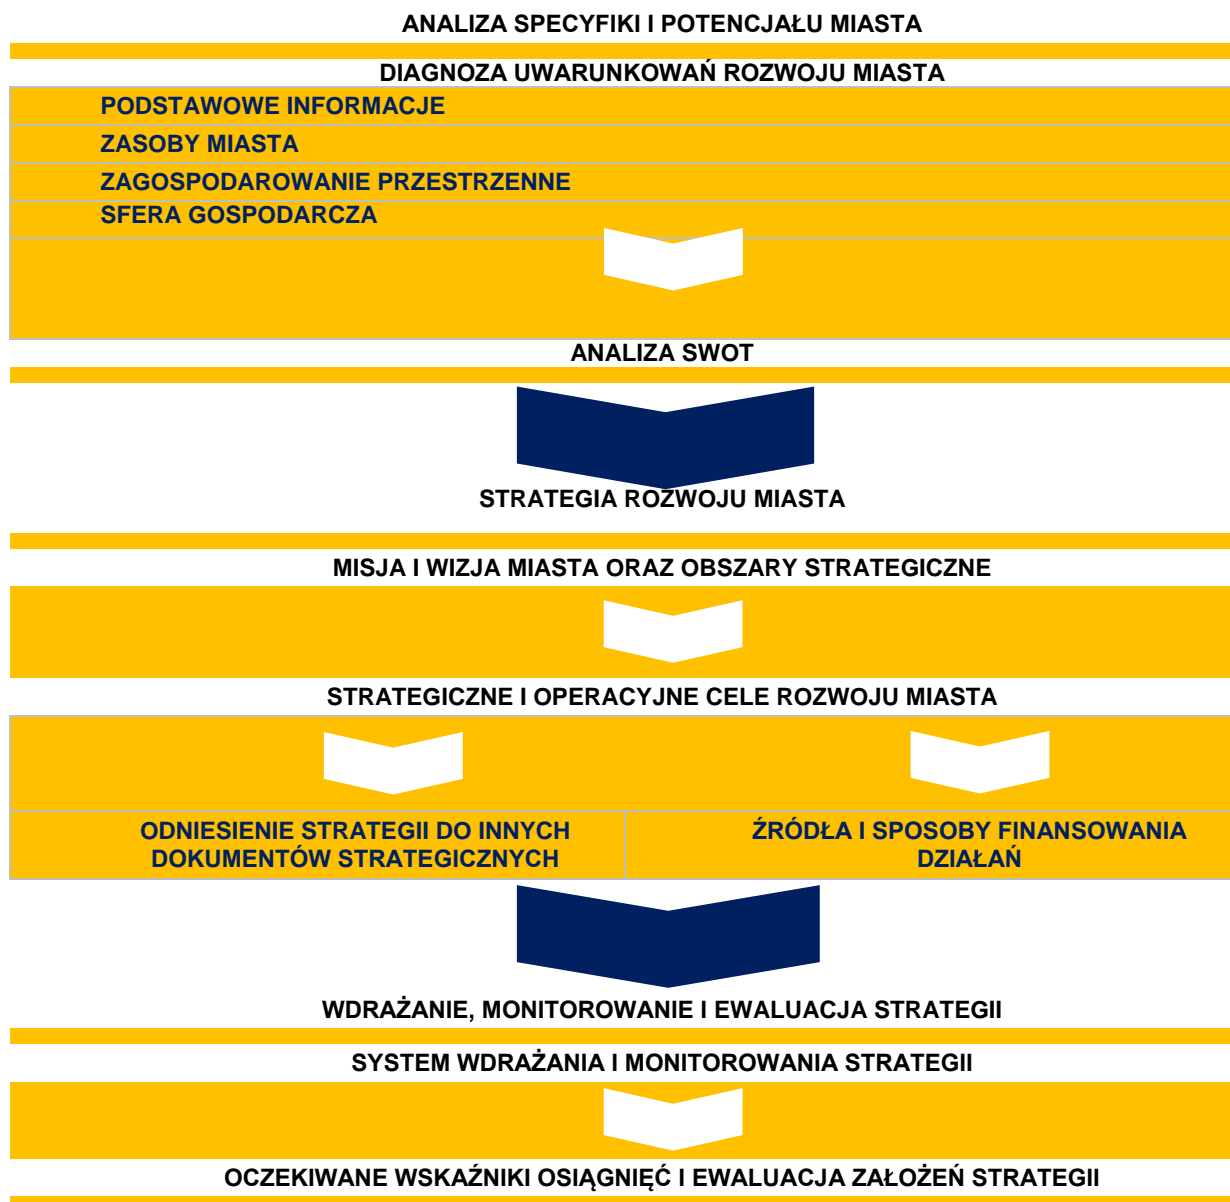 ANALIZA SPECYFIKI I POTENCJAŁU MIASTA
DIAGNOZA UWARUNKOWAŃ ROZWOJU MIASTA
PODSTAWOWE INFORMACJE
ZASOBY MIASTA
ZAGOSPODAROWANIE PRZESTRZENNE
SFERA GOSPODARCZA
ANALIZA SWOT
STRATEGIA ROZWOJU MIASTA
MISJA I WIZJA MIASTA ORAZ OBSZARY STRATEGICZNE
STRATEGICZNE I OPERACYJNE CELE ROZWOJU MIASTA
ODNIESIENIE STRATEGII DO INNYCH
DOKUMENTÓW STRATEGICZNYCH
ŹRÓDŁA I SPOSOBY FINANSOWANIA
DZIAŁAŃ
WDRAŻANIE, MONITOROWANIE I EWALUACJA STRATEGII
SYSTEM WDRAŻANIA I MONITOROWANIA STRATEGII
OCZEKIWANE WSKAŹNIKI OSIĄGNIĘĆ I EWALUACJA ZAŁOŻEŃ STRATEGII